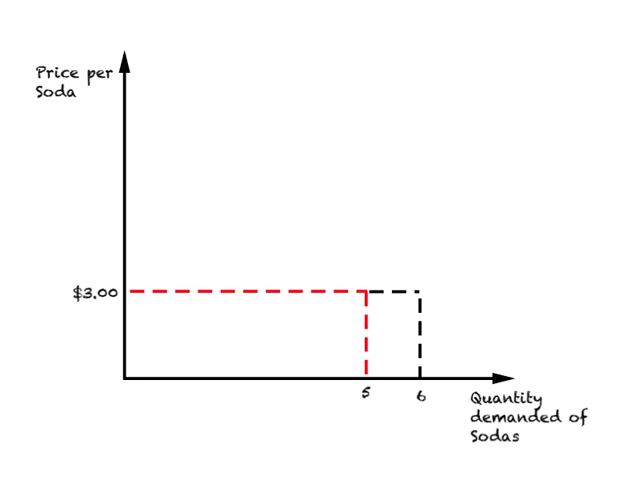 Price per
Soda
$3.00
5
6
Quantity
demanded of
Sodas